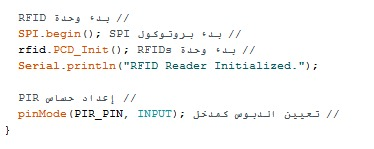 // بدء وحدة RFID
SPI.begin(); // بدء بروتوكول SPI
rfid.PCD_Init(); // بدء وحدة RFIDs
Serial.println("RFID Reader Initialized.");
// إعداد حساس PIR
pinMode(PIR_PIN, INPUT); // تعيين الدبوس كمدخل
}